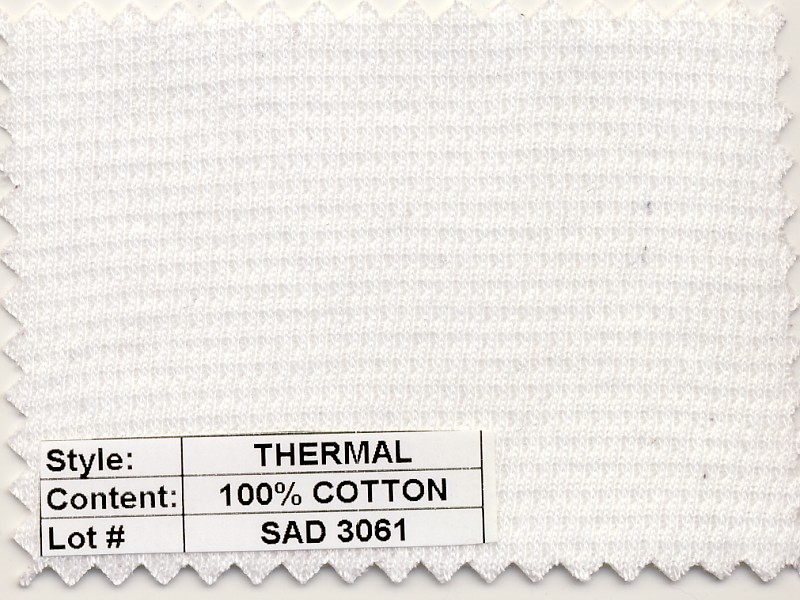 Style: THERMAL
Content: 100% COTTON
Lot # SAD 3061